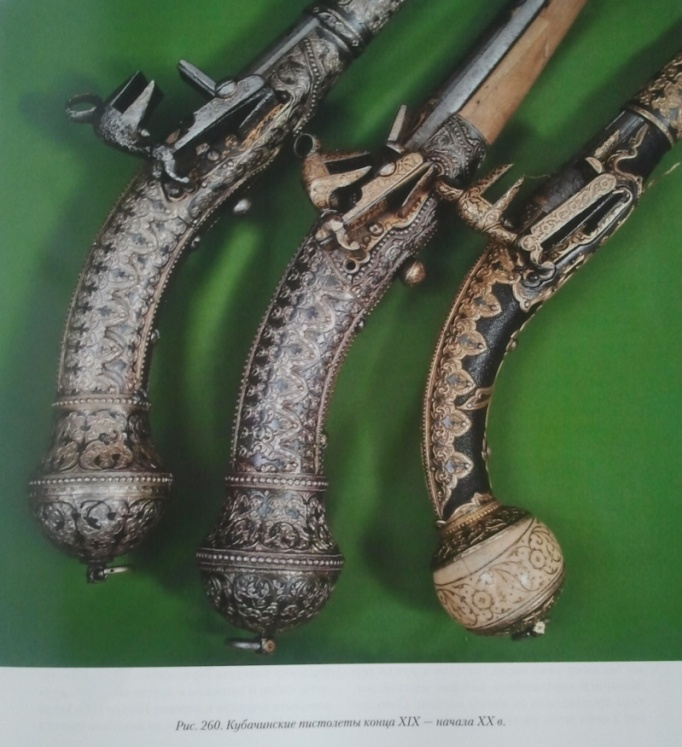 Рис. 260. Кубачинские пистолеты конца XIX — начала XX в.